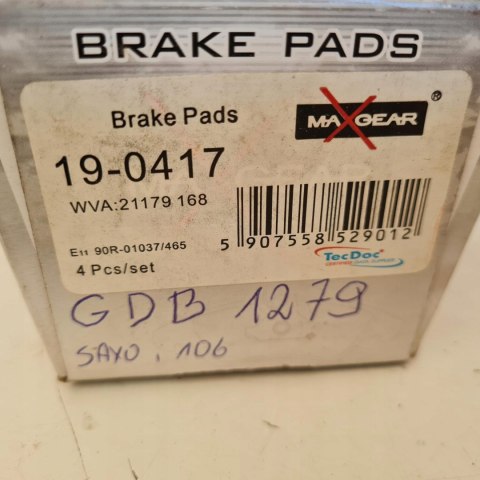 BRAKE PADS
Brake Pads
MAXGEAR®
19-0417
WVA:21179 168
E11 90R-01037/465
4 Pcs/set
5 907558 529012
TecDoc
GDB 1279
SAXO, 106